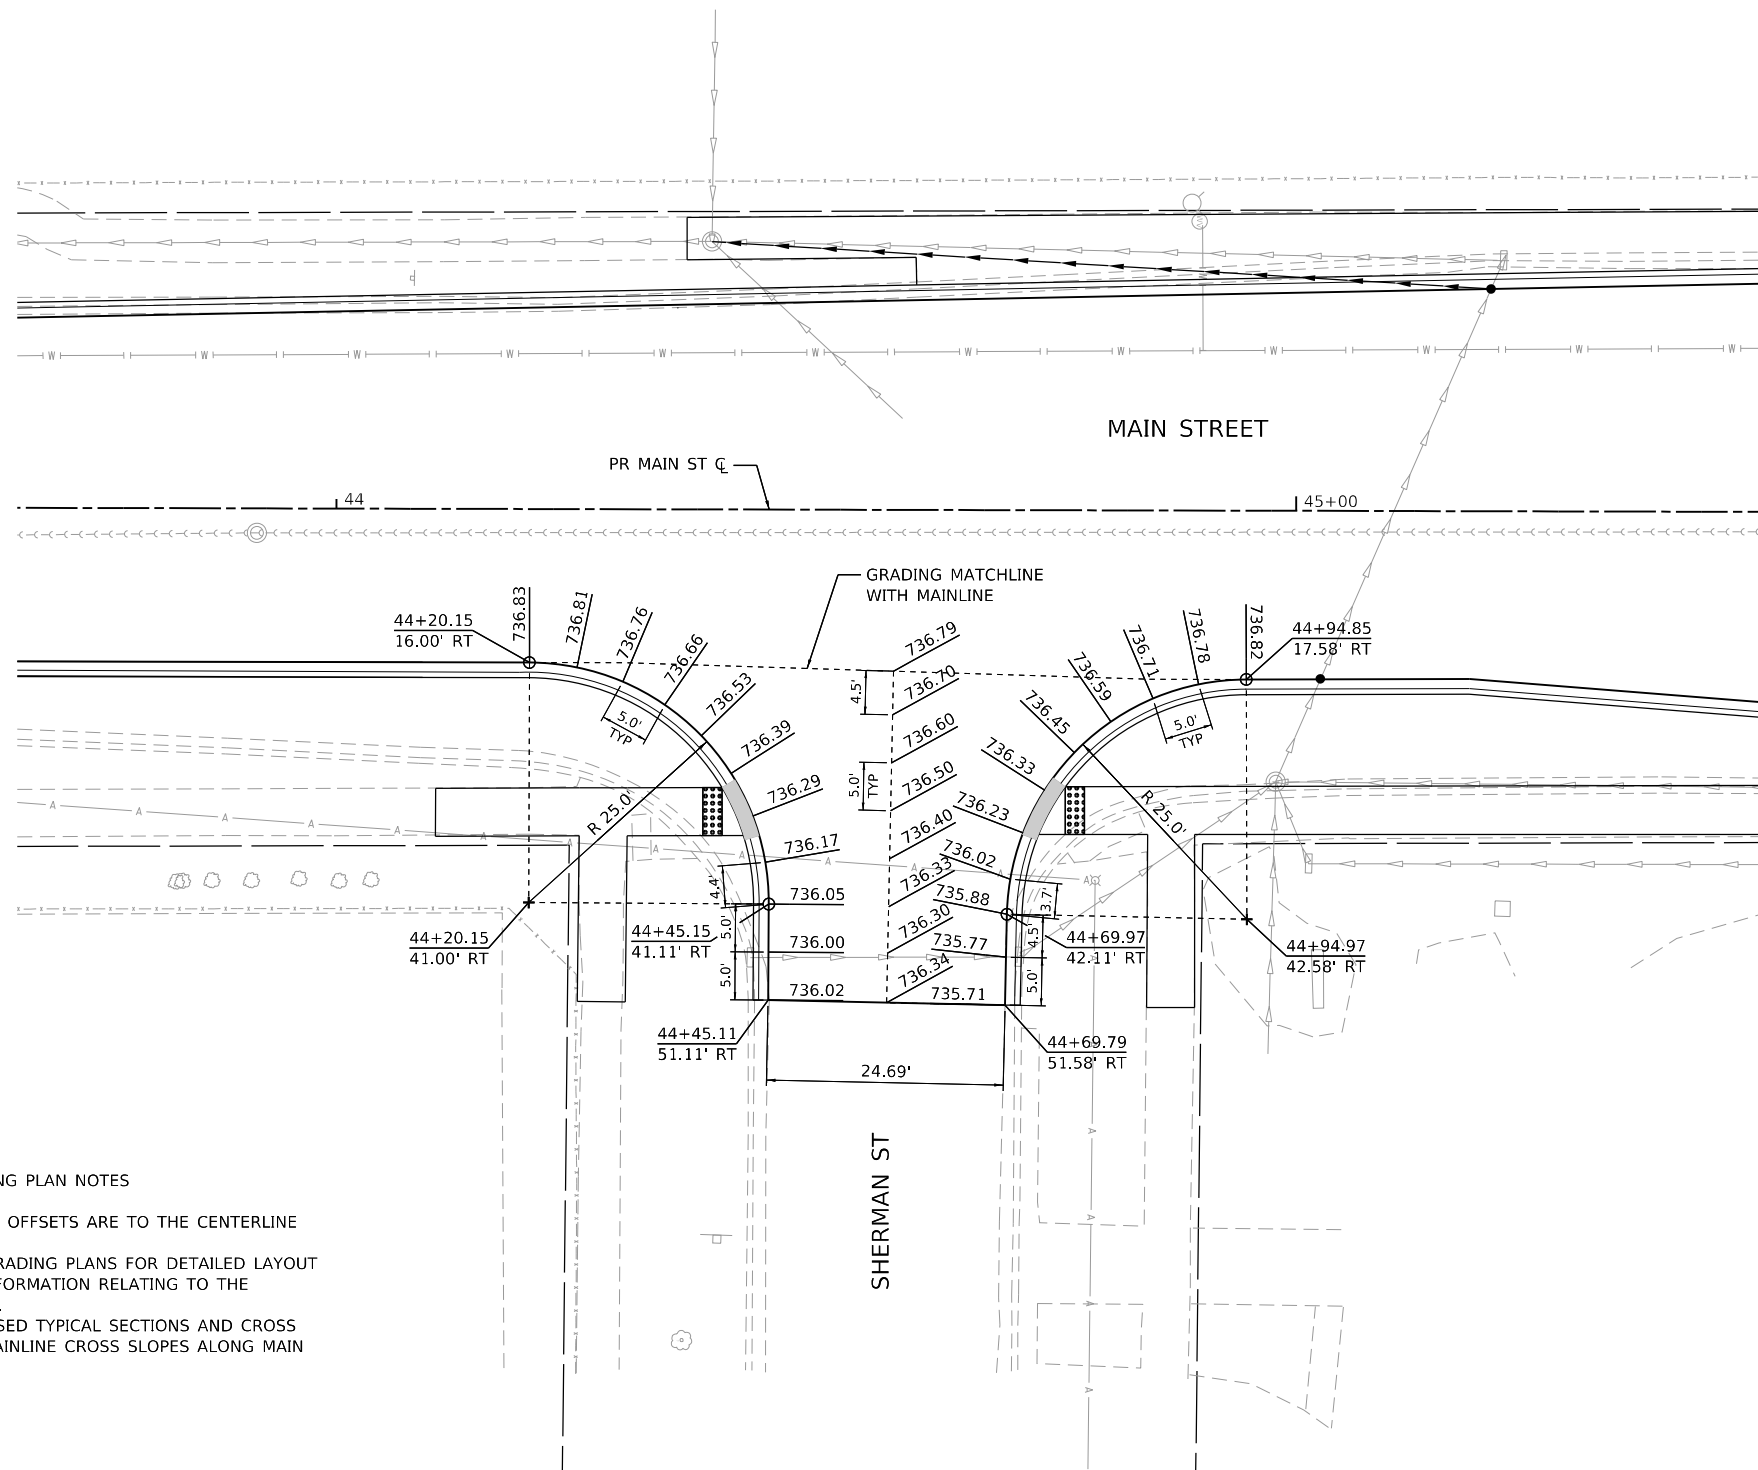 MAIN STREET
PR MAIN ST ℄
44
45+00
GRADING MATCHLINE
WITH MAINLINE
44+20.15
16.00' RT
736.83
736.81
736.76
736.66
736.53
736.39
736.29
736.17
736.05
736.00
736.02
5.0'
TYP
R 25.0'
4.4'
5.0'
5.0'
44+20.15
41.00' RT
44+45.15
41.11' RT
44+45.11
51.11' RT
736.79
736.70
736.60
736.50
736.40
736.33
736.30
736.34
4.5'
5.0'
TYP
736.82
736.78
736.71
736.59
736.45
736.33
736.23
736.02
735.88
735.77
735.71
44+94.85
17.58' RT
5.0'
TYP
R 25.0'
3.7'
4.5'
5.0'
44+69.97
42.11' RT
44+94.97
42.58' RT
44+69.79
51.58' RT
24.69'
SHERMAN ST
W W W W W W W W W W W W
W
A A A A A A A A A A A
A
A
A
A
NG PLAN NOTES
OFFSETS ARE TO THE CENTERLINE
RADING PLANS FOR DETAILED LAYOUT
FORMATION RELATING TO THE
.
SED TYPICAL SECTIONS AND CROSS
AINLINE CROSS SLOPES ALONG MAIN